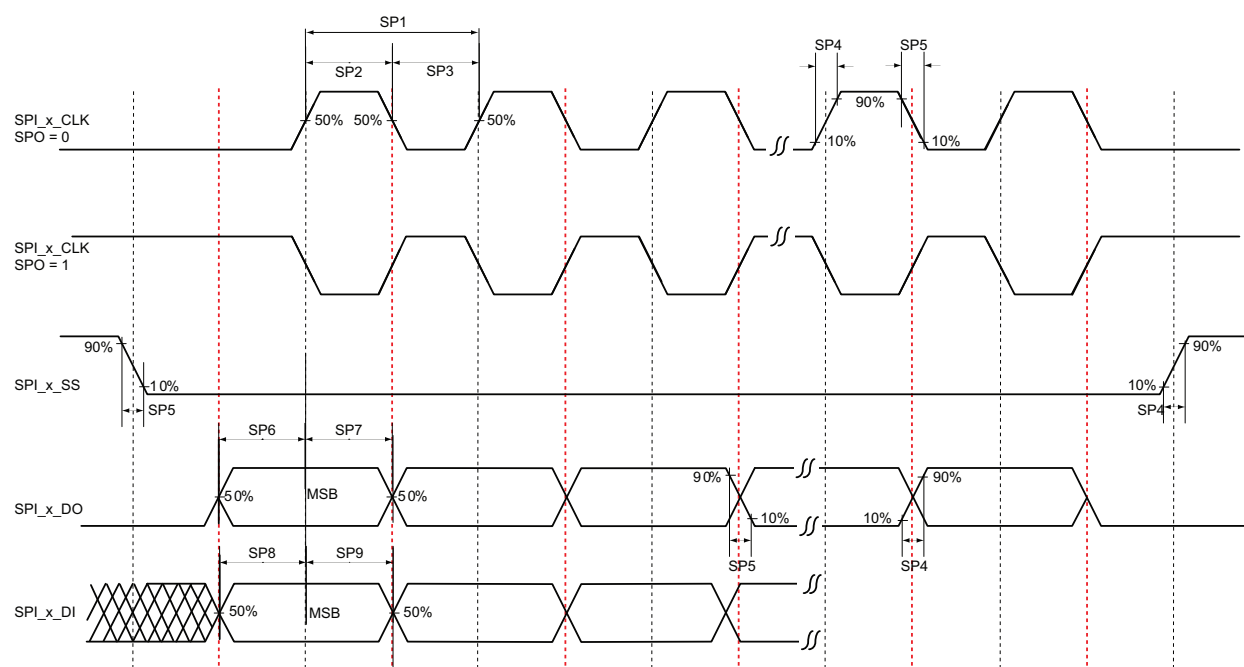 SP1
SP4 SP5
SP2 SP3
SPI_x_CLK
SPO = 0
50% 50% 50%
90%
10% 10%
SPI_x_CLK
SPO = 1
90% 90%
SPI_x_SS
10% 10%
SP5 SP4
SP6 SP7
90% 90%
50% MSB 50%
SPI_x_DO
10% 10%
SP8 SP9
SP5 SP4
SPI_x_DI
50% MSB 50%